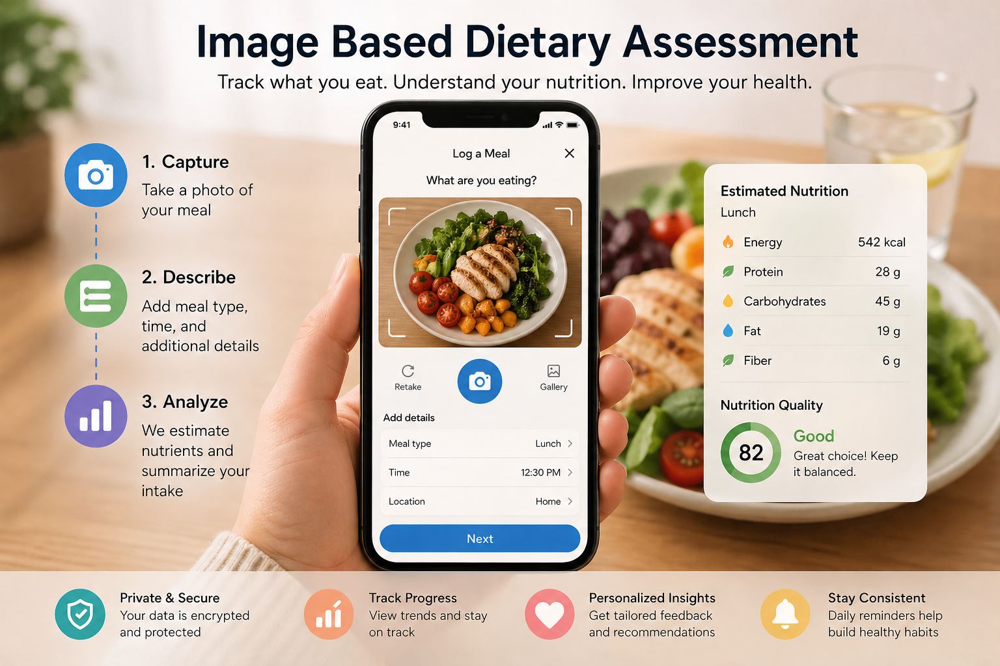 Image Based Dietary Assessment
Track what you eat. Understand your nutrition. Improve your health.
1. Capture
Take a photo of
your meal
2. Describe
Add meal type,
time, and
additional details
3. Analyze
We estimate
nutrients and
summarize your
intake
9:41
Log a Meal
What are you eating?
Retake
Gallery
Add details
Meal type Lunch
Time 12:30 PM
Location Home
Next
Estimated Nutrition
Lunch
Energy 542 kcal
Protein 28 g
Carbohydrates 45 g
Fat 19 g
Fiber 6 g
Nutrition Quality
82
Good
Great choice! Keep
it balanced.
Private & Secure
Your data is encrypted
and protected
Track Progress
View trends and stay
on track
Personalized Insights
Get tailored feedback
and recommendations
Stay Consistent
Daily reminders help
build healthy habits